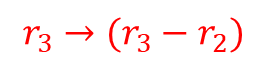 r₃ → (r₃ − r₂)